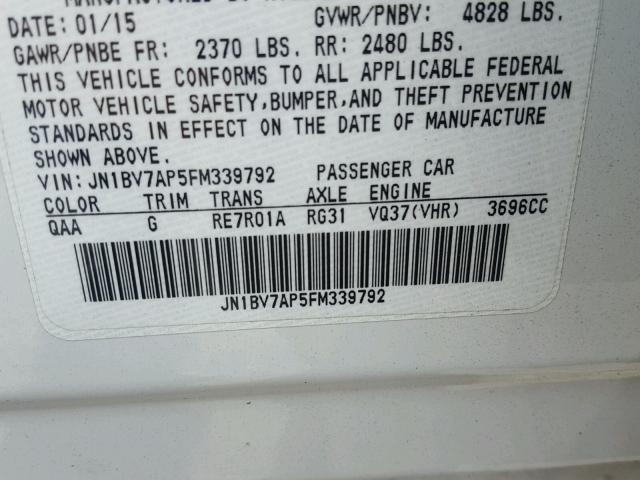 DATE: 01/15 GVWR/PNBV: 4828 LBS.
GAWR/PNBE FR: 2370 LBS. RR: 2480 LBS.
THIS VEHICLE CONFORMS TO ALL APPLICABLE FEDERAL
MOTOR VEHICLE SAFETY,BUMPER,AND THEFT PREVENTION
STANDARDS IN EFFECT ON THE DATE OF MANUFACTURE
SHOWN ABOVE.
VIN: JN1BV7AP5FM339792 PASSENGER CAR
COLOR TRIM TRANS AXLE ENGINE
QAA G RE7R01A RG31 VQ37(VHR) 3696CC
JN1BV7AP5FM339792